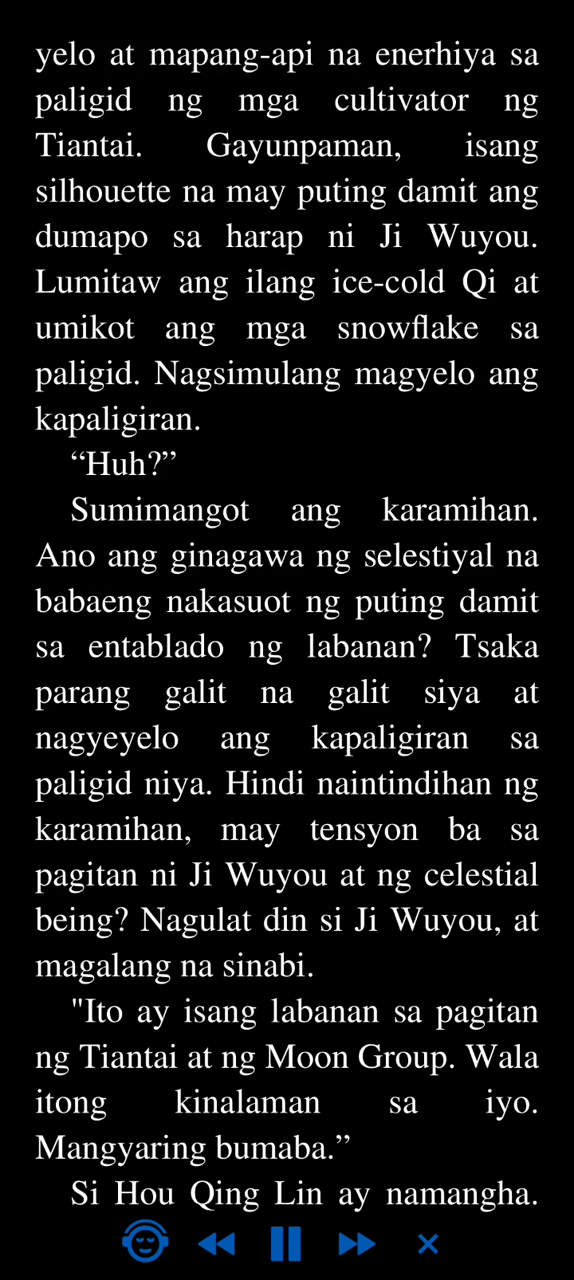 yelo at mapang-api na enerhiya sa
paligid ng mga cultivator ng
Tiantai. Gayunpaman, isang
silhouette na may puting damit ang
dumapo sa harap ni Ji Wuyou.
Lumitaw ang ilang ice-cold Qi at
umikot ang mga snowflake sa
paligid. Nagsimulang magyelo ang
kapaligiran.
“Huh?”
Sumimangot ang karamihan.
Ano ang ginagawa ng selestiyal na
babaeng nakasuot ng puting damit
sa entablado ng labanan? Tsaka
parang galit na galit siya at
nagyeyelo ang kapaligiran sa
paligid niya. Hindi naintindihan ng
karamihan, may tensyon ba sa
pagitan ni Ji Wuyou at ng celestial
being? Nagulat din si Ji Wuyou, at
magalang na sinabi.
"Ito ay isang labanan sa pagitan
ng Tiantai at ng Moon Group. Wala
itong kinalaman sa iyo.
Mangyaring bumaba.”
Si Hou Qing Lin ay namangha.